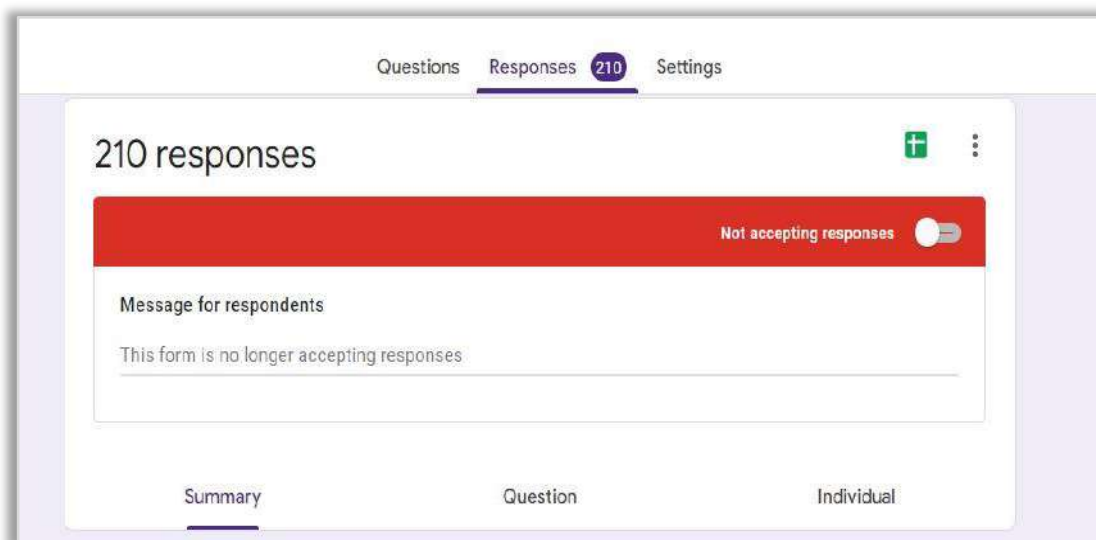 Questions Responses 210 Settings
210 responses
Not accepting responses
Message for respondents
This form is no longer accepting responses
Summary Question Individual